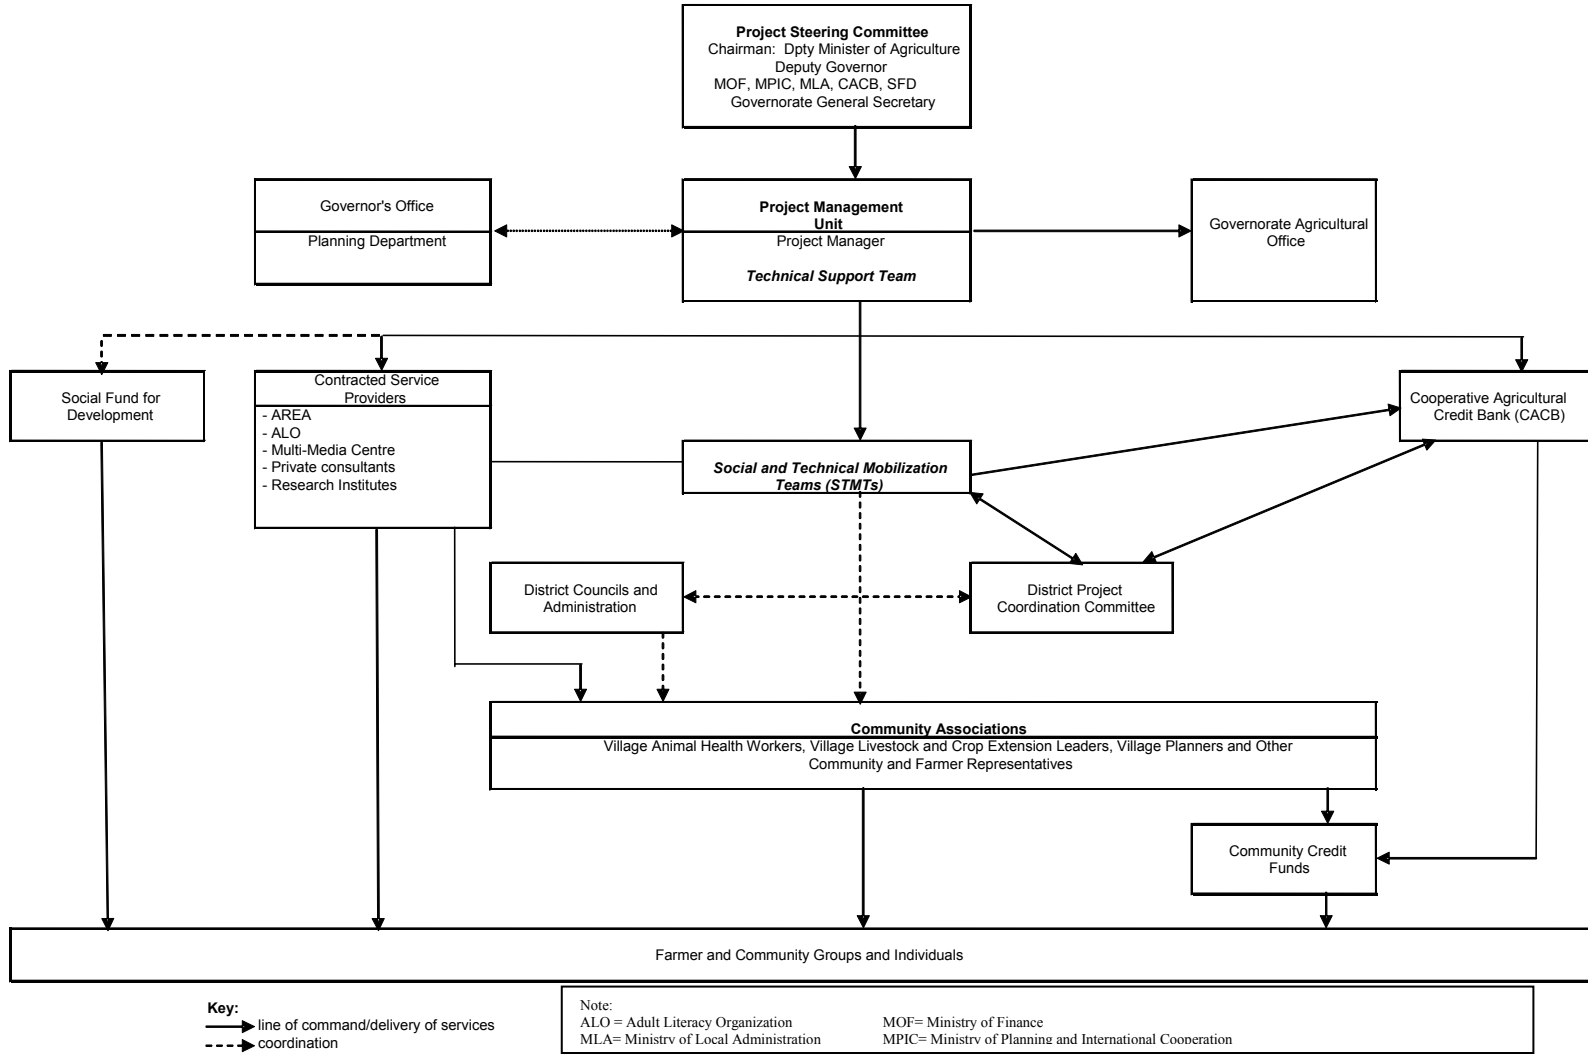 Project Steering Committee
Chairman:  Dpty Minister of Agriculture
Deputy Governor
MOF, MPIC, MLA, CACB, SFD
Governorate General Secretary
Governor's Office
Planning Department
Project Management
Unit
Project Manager
Technical Support Team
Governorate Agricultural
Office
Social Fund for
Development
Contracted Service
Providers
- AREA
- ALO
- Multi-Media Centre
- Private consultants
- Research Institutes
Social and Technical Mobilization
Teams (STMTs)
Cooperative Agricultural
Credit Bank (CACB)
District Councils and
Administration
District Project
Coordination Committee
Community Associations
Village Animal Health Workers, Village Livestock and Crop Extension Leaders, Village Planners and Other
Community and Farmer Representatives
Community Credit
Funds
Farmer and Community Groups and Individuals
Key:
line of command/delivery of services
coordination
Note:
ALO = Adult Literacy Organization
MOF= Ministry of Finance
MLA= Ministry of Local Administration
MPIC= Ministry of Planning and International Cooperation